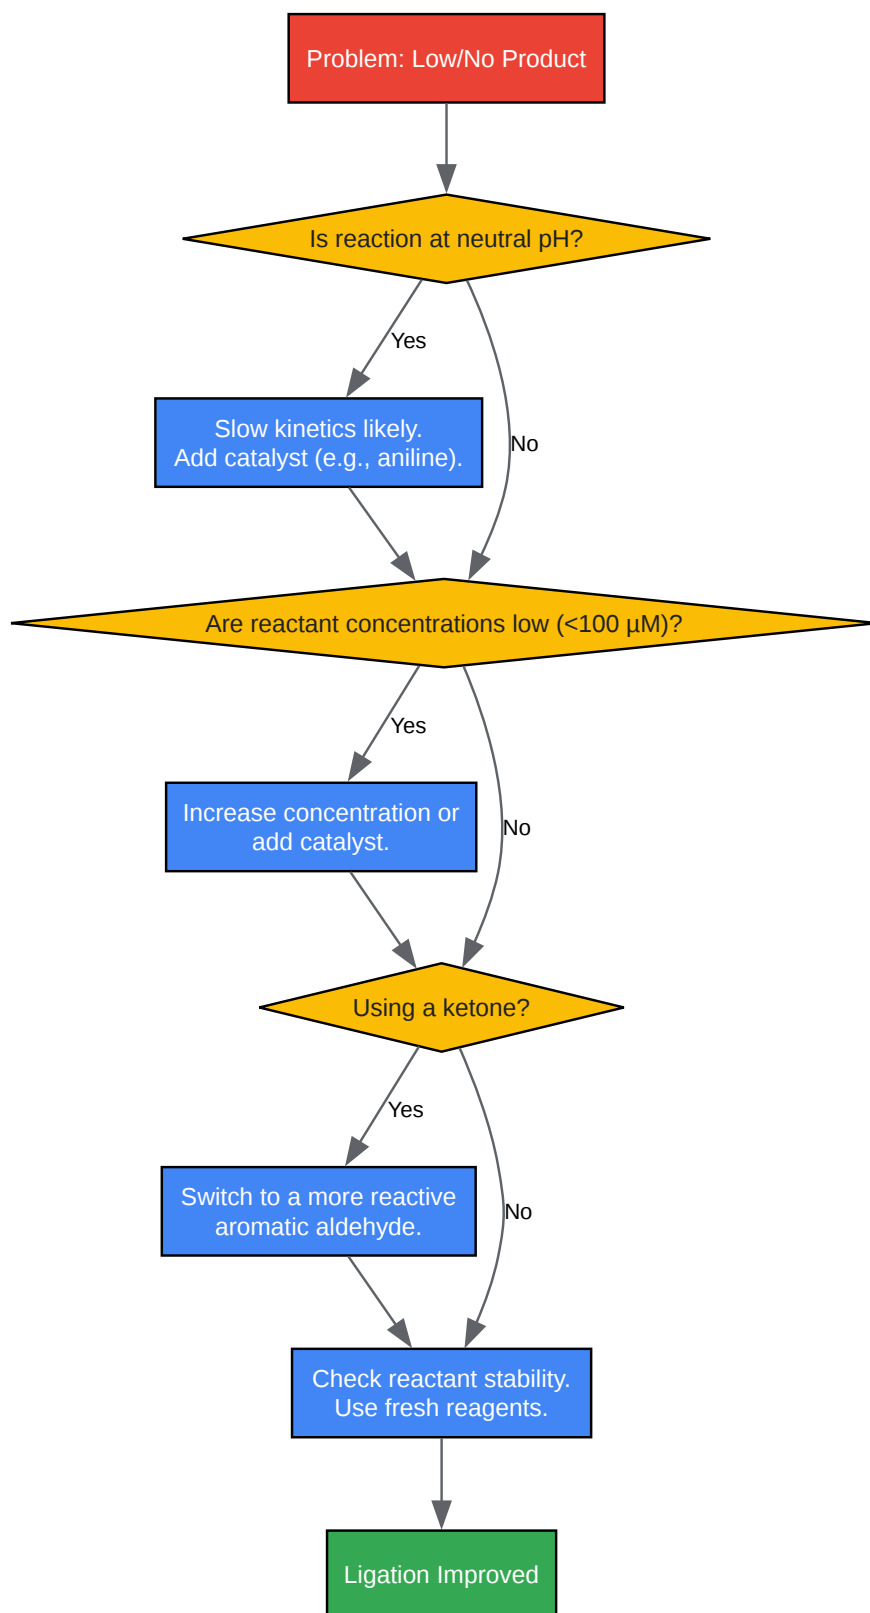 Problem: Low/No Product
Is reaction at neutral pH?
Yes
Slow kinetics likely.
Add catalyst (e.g., aniline).
No
Are reactant concentrations low (<100 µM)?
Yes
Increase concentration or
add catalyst.
No
Using a ketone?
Yes
Switch to a more reactive
aromatic aldehyde.
No
Check reactant stability.
Use fresh reagents.
Ligation Improved